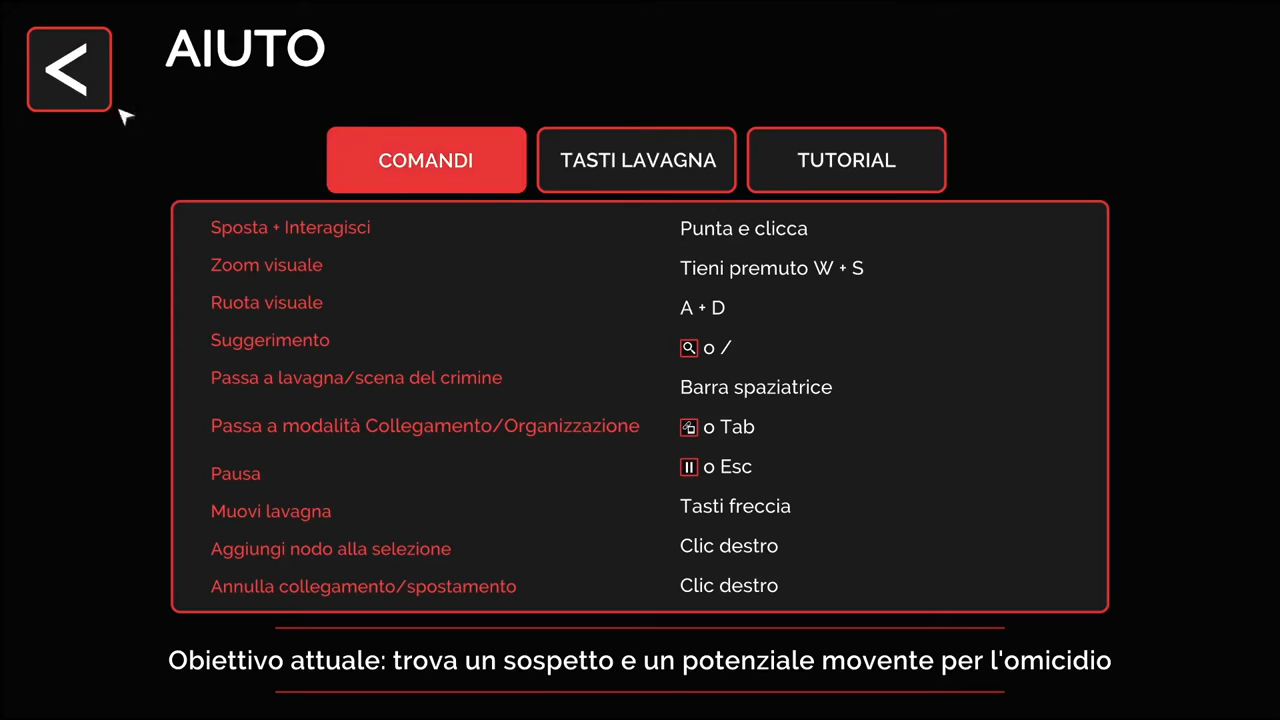 AIUTO
COMANDI
TASTI LAVAGNA
TUTORIAL
Sposta + Interagisci Punta e clicca
Zoom visuale Tieni premuto W + S
Ruota visuale A + D
Suggerimento o /
Passa a lavagna/scena del crimine Barra spaziatrice
Passa a modalità Collegamento/Organizzazione o Tab
Pausa o Esc
Muovi lavagna Tasti freccia
Aggiungi nodo alla selezione Clic destro
Annulla collegamento/spostamento Clic destro
Obiettivo attuale: trova un sospetto e un potenziale movente per l'omicidio